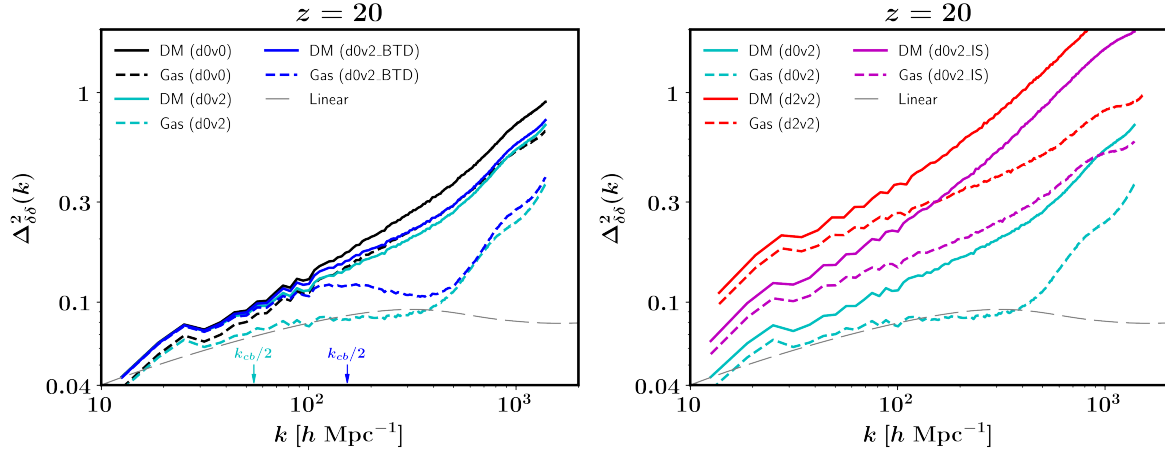 z = 20
DM (d0v0)
Gas (d0v0)
DM (d0v2)
Gas (d0v2)
DM (d0v2_BTD)
Gas (d0v2_BTD)
Linear
1
0.3
0.1
0.04
Δ²_δδ(k)
k_cb/2
k_cb/2
10
10²
10³
k [h Mpc⁻¹]
z = 20
DM (d0v2)
Gas (d0v2)
DM (d2v2)
Gas (d2v2)
DM (d0v2_IS)
Gas (d0v2_IS)
Linear
1
0.3
0.1
0.04
Δ²_δδ(k)
10
10²
10³
k [h Mpc⁻¹]